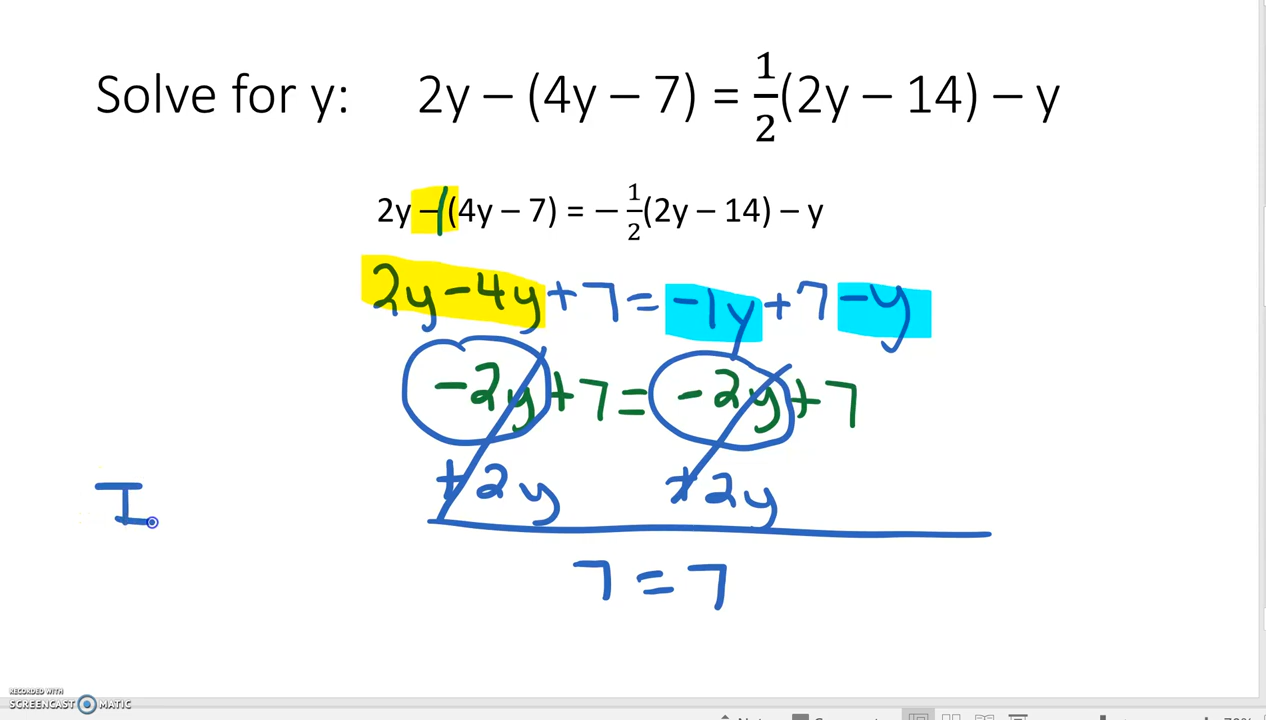 Solve for y: 2y – (4y – 7) = 1/2(2y – 14) – y
2y – 1(4y – 7) = – 1/2(2y – 14) – y
2y - 4y + 7 = -1y + 7 - y
-2y + 7 = -2y + 7
+2y +2y
7 = 7
I
RECORDED WITH
SCREENCAST MATIC